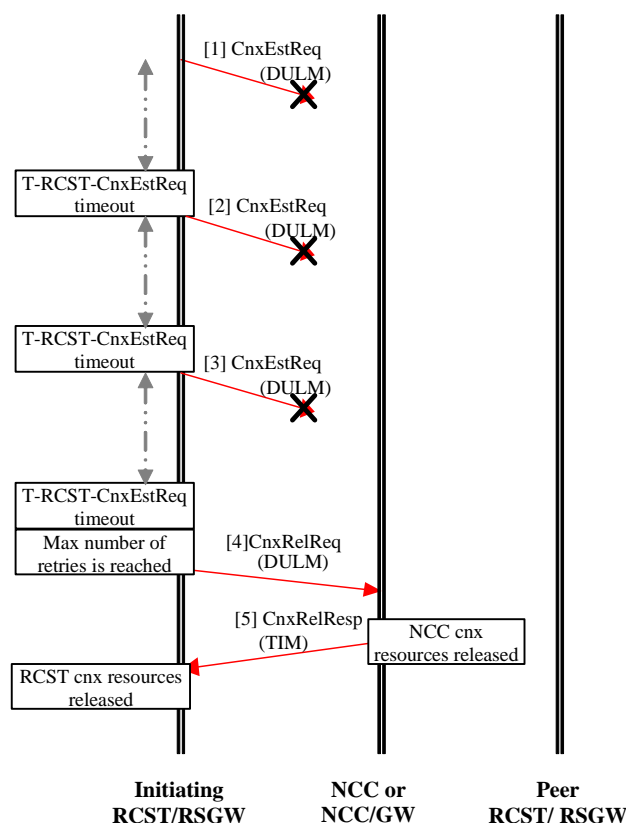 [1] CnxEstReq
(DULM)
T-RCST-CnxEstReq
timeout
[2] CnxEstReq
(DULM)
T-RCST-CnxEstReq
timeout
[3] CnxEstReq
(DULM)
T-RCST-CnxEstReq
timeout
Max number of
retries is reached
[4]CnxRelReq
(DULM)
[5] CnxRelResp
(TIM)
NCC cnx
resources released
RCST cnx resources
released
Initiating
RCST/RSGW
NCC or
NCC/GW
Peer
RCST/ RSGW